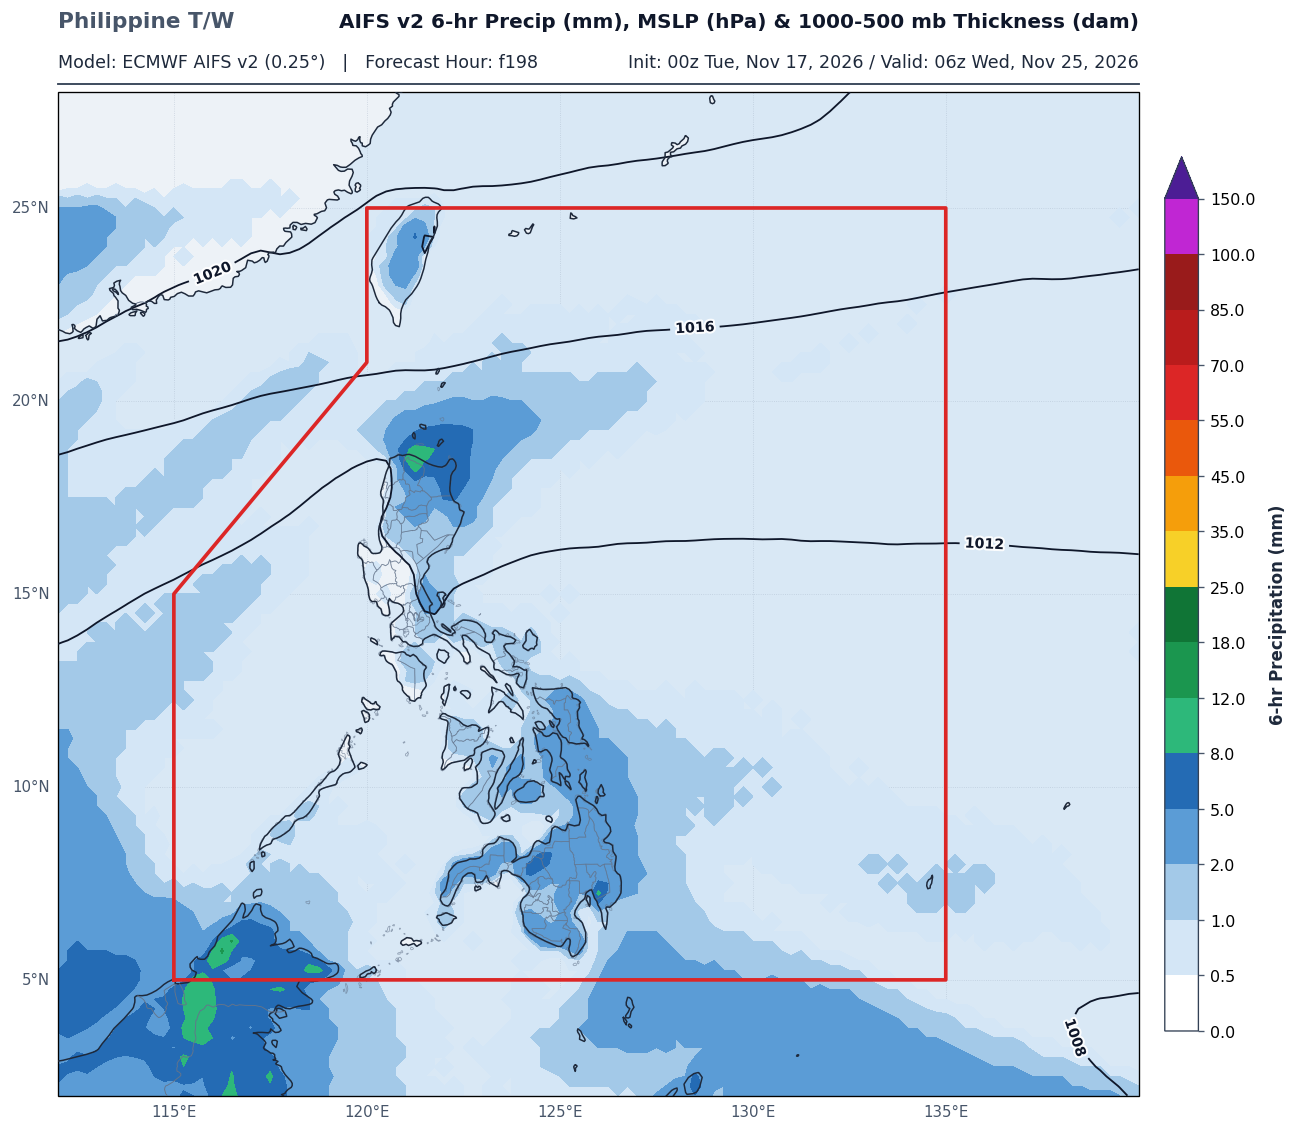 Philippine T/W
AIFS v2 6-hr Precip (mm), MSLP (hPa) & 1000-500 mb Thickness (dam)
Model: ECMWF AIFS v2 (0.25°)   |   Forecast Hour: f198
Init: 00z Tue, Nov 17, 2026 / Valid: 06z Wed, Nov 25, 2026
25°N
20°N
15°N
10°N
5°N
115°E
120°E
125°E
130°E
135°E
1020
1016
1012
1008
150.0
100.0
85.0
70.0
55.0
45.0
35.0
25.0
18.0
12.0
8.0
5.0
2.0
1.0
0.5
0.0
6-hr Precipitation (mm)